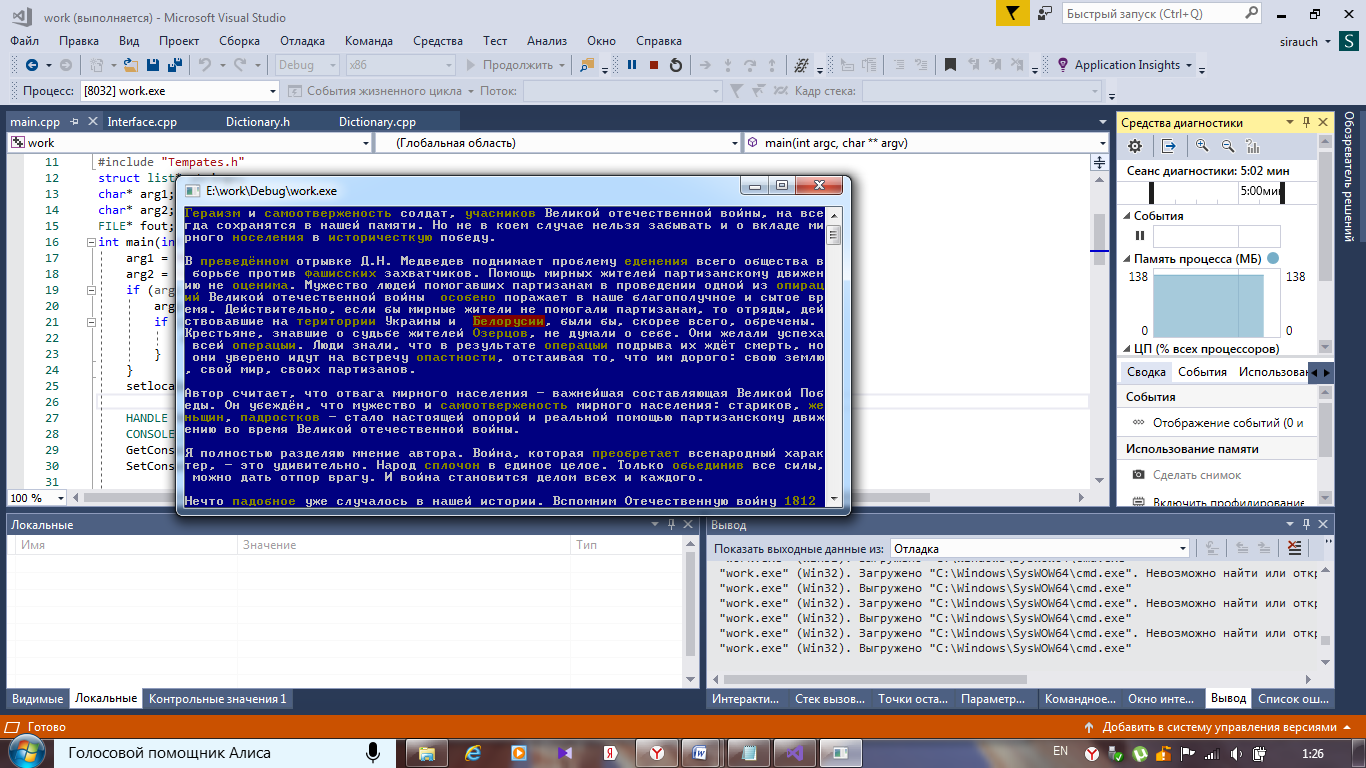 work (выполняется) - Microsoft Visual Studio
Быстрый запуск (Ctrl+Q)
Файл Правка Вид Проект Сборка Отладка Команда Средства Тест Анализ Окно Справка
sirauch S
Debug x86 Продолжить Application Insights
Процесс: [8032] work.exe События жизненного цикла Поток: Кадр стека:
main.cpp Interface.cpp Dictionary.h Dictionary.cpp
work (Глобальная область) main(int argc, char ** argv)
11 #include "Tempates.h"
12 struct list
13 char* arg1;
14 char* arg2;
15 FILE* fout;
16 int main(in
17 arg1 =
18 arg2 =
19 if (arg
20 arg
21 if
22
23 }
24 }
25 setloca
26
27 HANDLE
28 CONSOLE
29 GetCons
30 SetCons
31
100 %
E:\work\Debug\work.exe
Гераизм и самоотверженость солдат, учасников Великой отечественной войны, на все
гда сохранятся в нашей памяти. Но не в коем случае нельзя забывать и о вкладе ми
рного носеления в историчесткую победу.
В преведённом отрывке Д.Н. Медведев поднимает проблему еденения всего общества в
борьбе против фашисских захватчиков. Помощь мирных жителей партизанскому движен
ию не оценима. Мужество людей помогавших партизанам в проведении одной из опирац
ий Великой отечественной войны особено поражает в наше благополучное и сытое вр
емя. Действительно, если бы мирные жители не помогали партизанам, то отряды, дей
ствовавшие на територрии Украины и Белорусии, были бы, скорее всего, обречены.
Крестьяне, знавшие о судьбе жителей Озерцов, не думали о себе. Они желали успеха
всей операцыи. Люди знали, что в результате операцыи подрыва их ждёт смерть, но
они уверено идут на встречу опастности, отстаивая то, что им дорого: свою землю
, свой мир, своих партизанов.
Автор считает, что отвага мирного населения – важнейшая составляющая Великой Поб
еды. Он убеждён, что мужество и самоотверженость мирного населения: стариков, же
ньщин, падростков – стало настоящей опорой и реальной помощью партизанскому движ
ению во время Великой отечественной войны.
Я полностью разделяю мнение автора. Война, которая преобретает всенародный харак
тер, – это удивительно. Народ сплочон в единое целое. Только обьединив все силы,
можно дать отпор врагу. И война становится делом всех и каждого.
Нечто падобное уже случалось в нашей истории. Вспомним Отечественную войну 1812
Средства диагностики
Сеанс диагностики: 5:02 мин
5:00мин
События
Память процесса (МБ)
138 138
0 0
ЦП (% всех процессоров)
Сводка События Использован
События
Отображение событий (0 и
Использование памяти
Сделать снимок
Включить профилирование
Обозреватель решений
Локальные
Имя Значение Тип
Видимые Локальные Контрольные значения 1
Вывод
Показать выходные данные из: Отладка
"work.exe" (Win32). Загружено "C:\Windows\SysWOW64\cmd.exe". Невозможно найти или откр
"work.exe" (Win32). Выгружено "C:\Windows\SysWOW64\cmd.exe"
"work.exe" (Win32). Загружено "C:\Windows\SysWOW64\cmd.exe". Невозможно найти или откр
"work.exe" (Win32). Выгружено "C:\Windows\SysWOW64\cmd.exe"
"work.exe" (Win32). Загружено "C:\Windows\SysWOW64\cmd.exe". Невозможно найти или откр
"work.exe" (Win32). Выгружено "C:\Windows\SysWOW64\cmd.exe"
Интеракти... Стек вызов... Точки оста... Параметр... Командное... Окно инте... Вывод Список ош...
Готово
Добавить в систему управления версиями
Голосовой помощник Алиса
EN
1:26